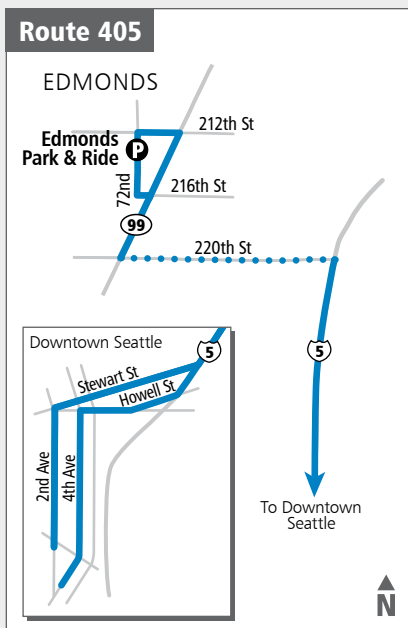 Route 405
EDMONDS
212th St
Edmonds
Park & Ride
P
72nd
216th St
99
220th St
Downtown Seattle
5
5
Stewart St
Howell St
2nd Ave
4th Ave
To Downtown
Seattle
N